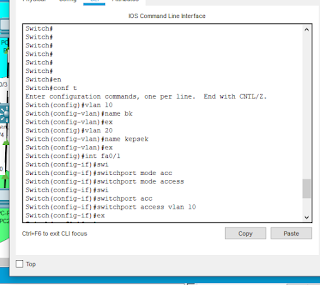 IOS Command Line Interface
Switch#
Switch#
Switch#
Switch#
Switch#
Switch#en
Switch#conf t
Enter configuration commands, one per line.  End with CNTL/Z.
Switch(config)#vlan 10
Switch(config-vlan)#name bk
Switch(config-vlan)#ex
Switch(config)#vlan 20
Switch(config-vlan)#name kepsek
Switch(config-vlan)#ex
Switch(config)#int fa0/1
Switch(config-if)#swi
Switch(config-if)#switchport mode acc
Switch(config-if)#switchport mode access
Switch(config-if)#swi
Switch(config-if)#switchport acc
Switch(config-if)#switchport access vlan 10
Switch(config-if)#ex
Ctrl+F6 to exit CLI focus
Copy
Paste
Top